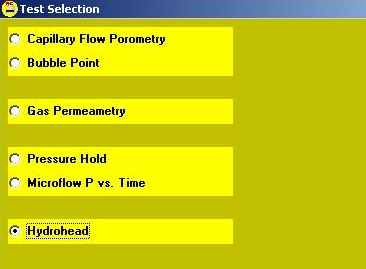 Test Selection
Capillary Flow Porometry
Bubble Point
Gas Permeametry
Pressure Hold
Microflow P vs. Time
Hydrohead